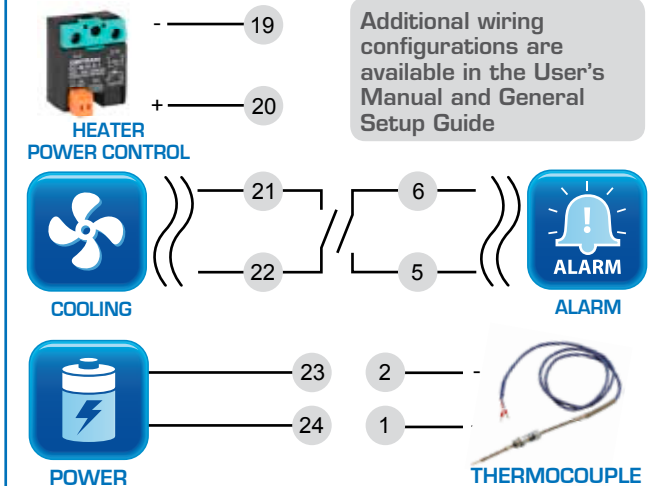 - 19
Additional wiring
configurations are
available in the User's
Manual and General
Setup Guide
+ 20
HEATER
POWER CONTROL
21 6
22 5
ALARM
COOLING
ALARM
23 2 -
24 1
POWER
THERMOCOUPLE